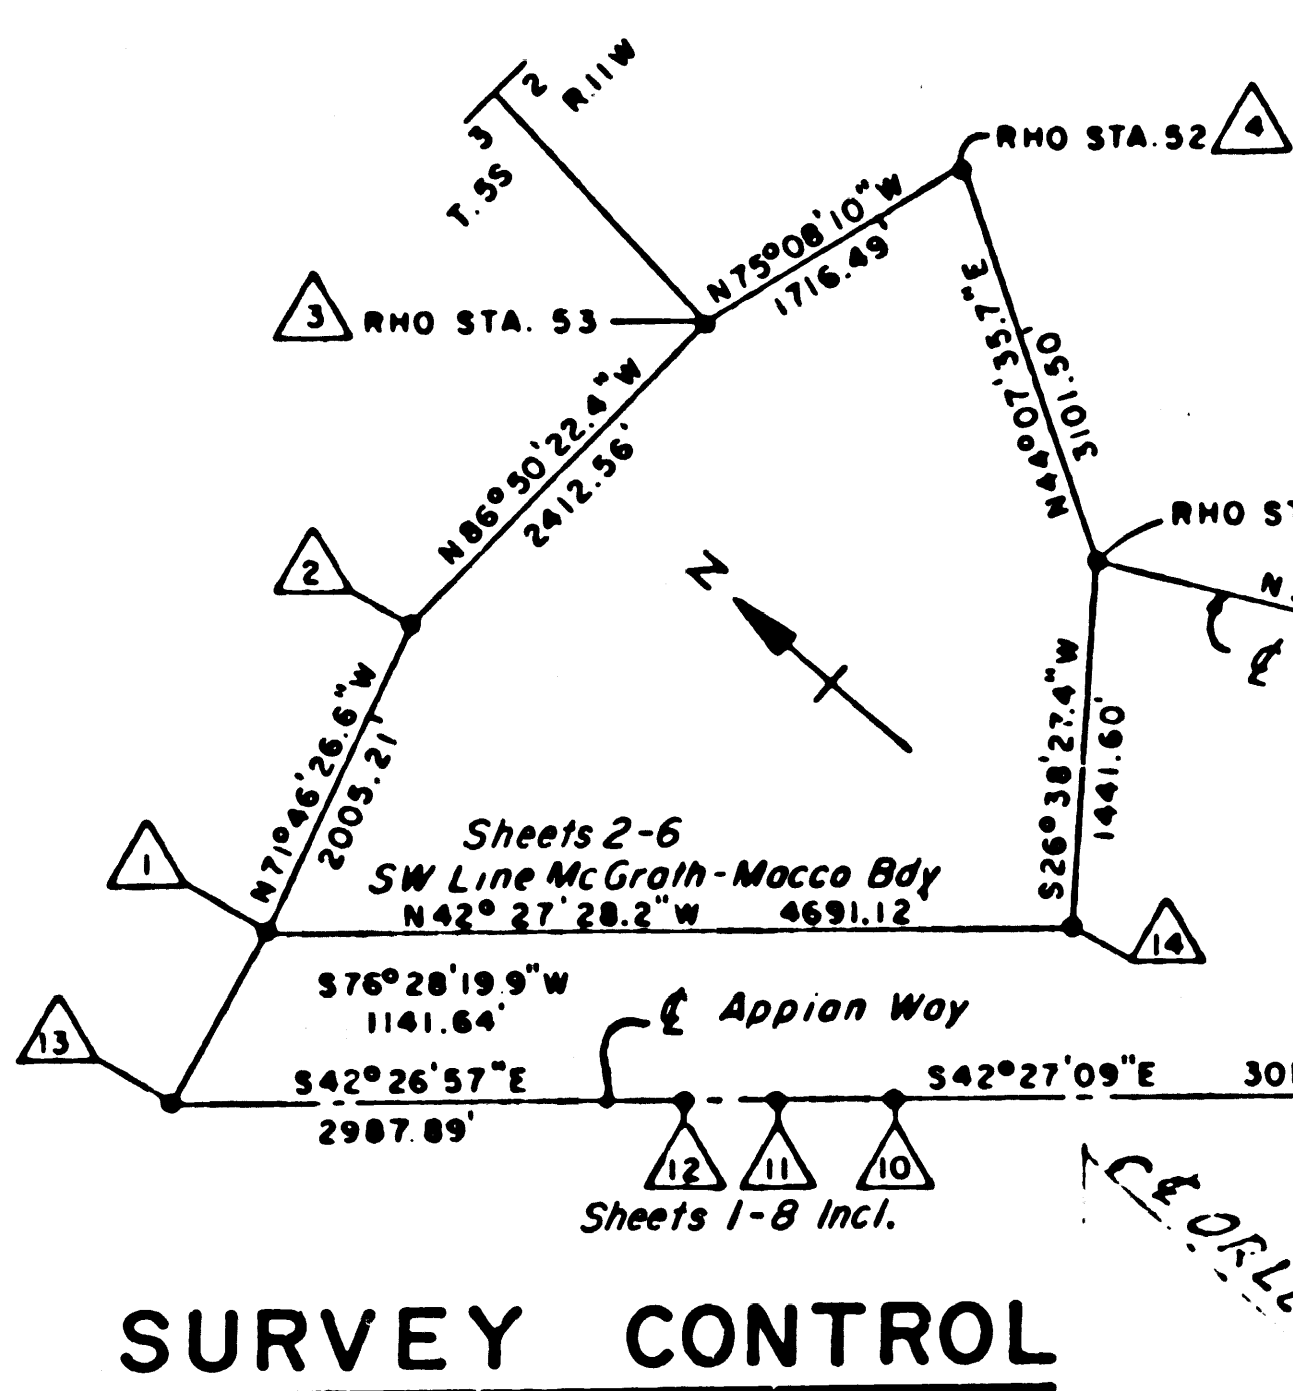 2
R.11W
3
T.5S
RHO STA.52
4
N75°08'10"W
1716.49'
3
RHO STA. 53
N44°07'35.7"E
3101.50'
N86°50'22.4"W
2412.56'
RHO
N
2
N
℄
N71°46'26.6"W
2005.21'
S26°38'27.4"W
1441.60'
1
Sheets 2-6
SW Line McGrath-Macco Bdy
N42° 27' 28.2"W 4691.12'
14
S76°28'19.9"W
1141.64'
℄ Appian Way
13
S42°26'57"E
S42°27'09"E
2987.89'
12
11
10
Sheets 1-8 Incl.
℄
SURVEY CONTROL